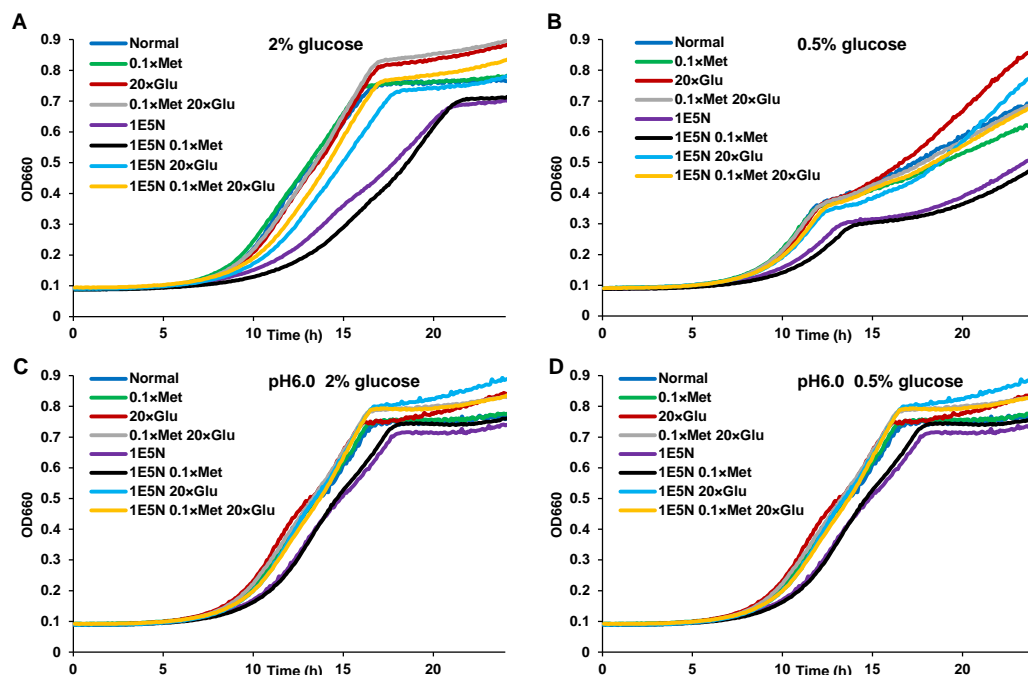 A
2% glucose
OD660
0.9
0.8
0.7
0.6
0.5
0.4
0.3
0.2
0.1
0
Normal
0.1×Met
20×Glu
0.1×Met 20×Glu
1E5N
1E5N 0.1×Met
1E5N 20×Glu
1E5N 0.1×Met 20×Glu
0 5 10 15 20
Time (h)
B
0.5% glucose
OD660
0.9
0.8
0.7
0.6
0.5
0.4
0.3
0.2
0.1
0
Normal
0.1×Met
20×Glu
0.1×Met 20×Glu
1E5N
1E5N 0.1×Met
1E5N 20×Glu
1E5N 0.1×Met 20×Glu
0 5 10 15 20
Time (h)
C
pH6.0 2% glucose
OD660
0.9
0.8
0.7
0.6
0.5
0.4
0.3
0.2
0.1
0
Normal
0.1×Met
20×Glu
0.1×Met 20×Glu
1E5N
1E5N 0.1×Met
1E5N 20×Glu
1E5N 0.1×Met 20×Glu
0 5 10 15 20
Time (h)
D
pH6.0 0.5% glucose
OD660
0.9
0.8
0.7
0.6
0.5
0.4
0.3
0.2
0.1
0
Normal
0.1×Met
20×Glu
0.1×Met 20×Glu
1E5N
1E5N 0.1×Met
1E5N 20×Glu
1E5N 0.1×Met 20×Glu
0 5 10 15 20
Time (h)